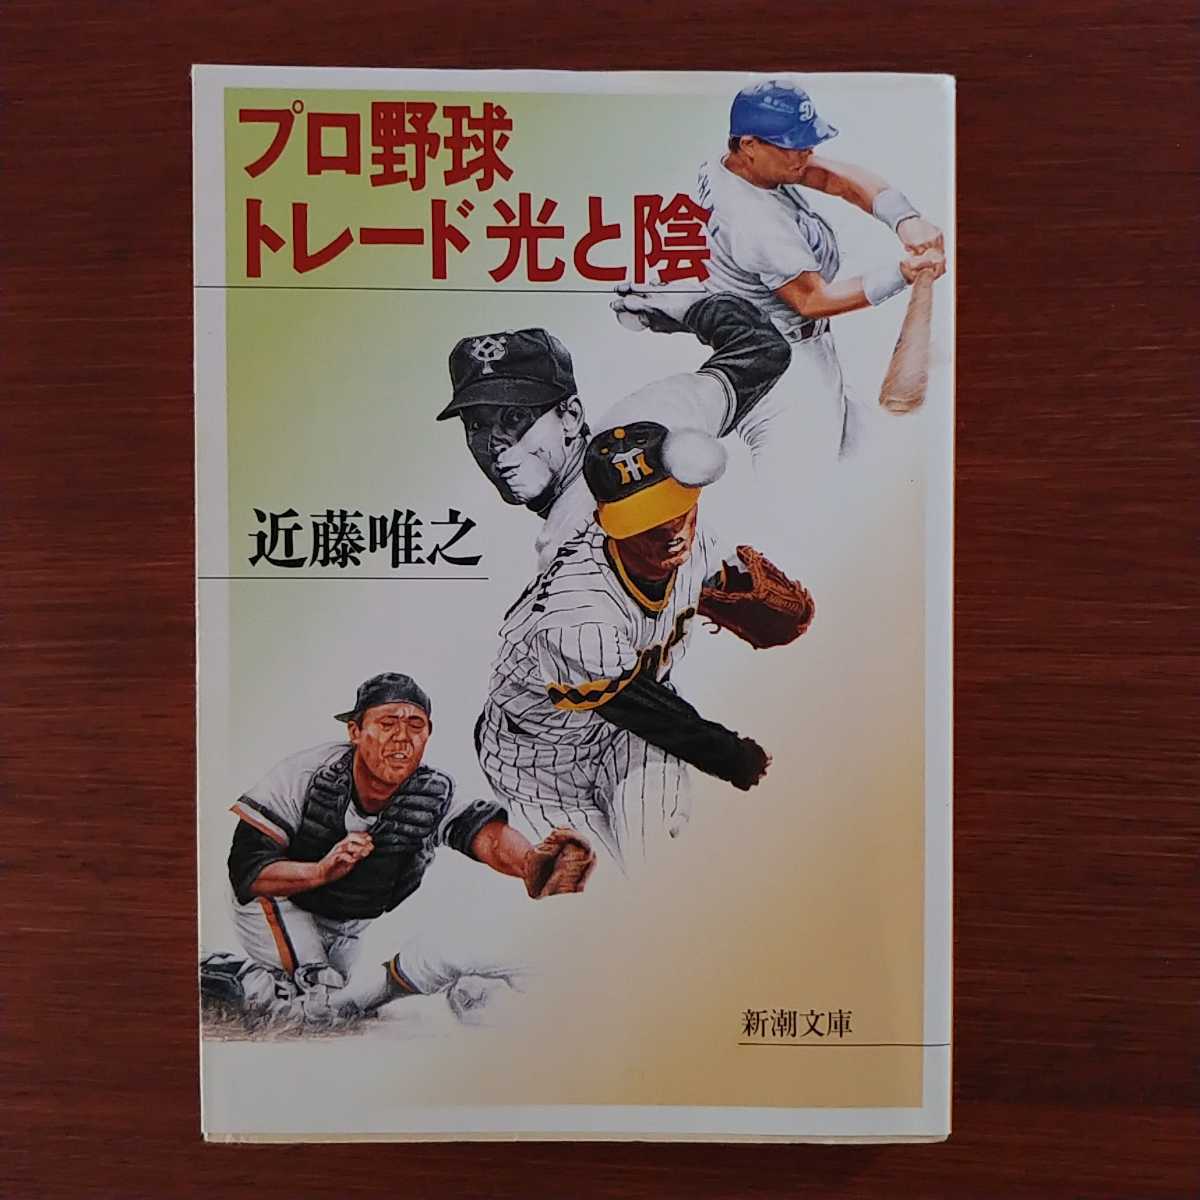 プロ野球
トレード光と陰
近藤唯之
新潮文庫